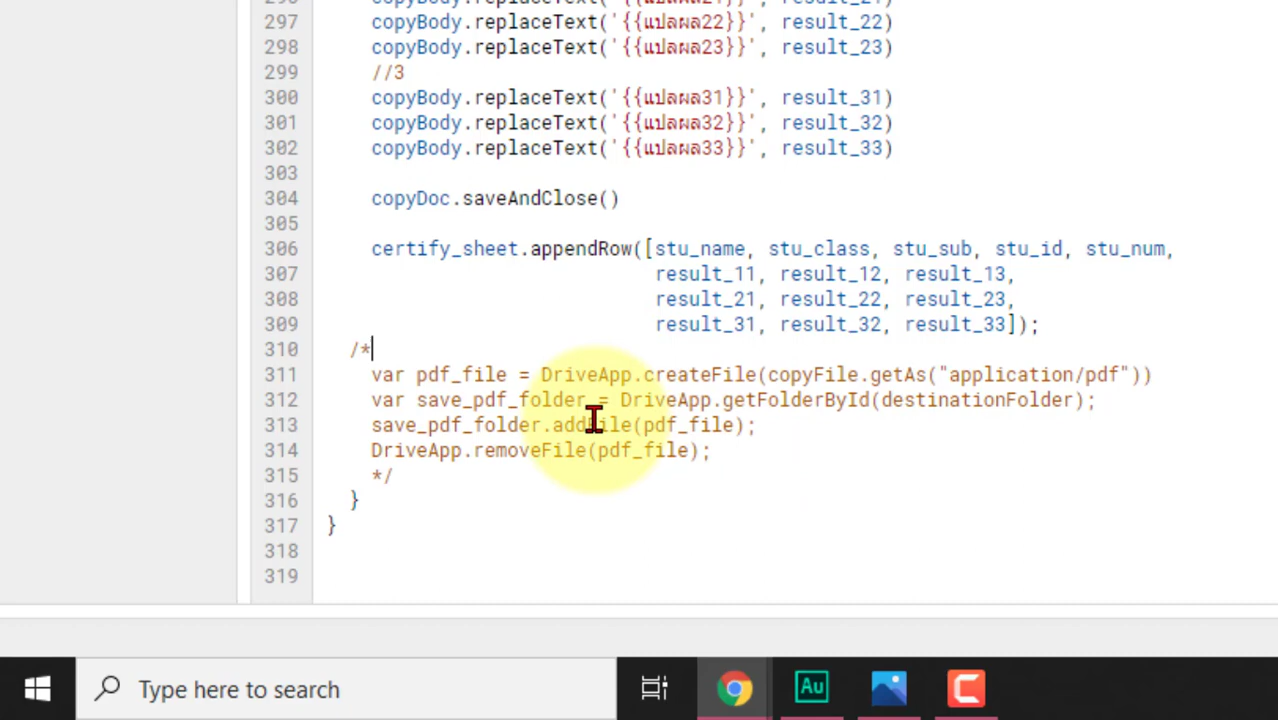 297 copyBody.replaceText('{{แปลผล22}}', result_22)
298 copyBody.replaceText('{{แปลผล23}}', result_23)
299 //3
300 copyBody.replaceText('{{แปลผล31}}', result_31)
301 copyBody.replaceText('{{แปลผล32}}', result_32)
302 copyBody.replaceText('{{แปลผล33}}', result_33)
303
304 copyDoc.saveAndClose()
305
306 certify_sheet.appendRow([stu_name, stu_class, stu_sub, stu_id, stu_num,
307 result_11, result_12, result_13,
308 result_21, result_22, result_23,
309 result_31, result_32, result_33]);
310 /*
311 var pdf_file = DriveApp.createFile(copyFile.getAs("application/pdf"))
312 var save_pdf_folder = DriveApp.getFolderById(destinationFolder);
313 save_pdf_folder.addFile(pdf_file);
314 DriveApp.removeFile(pdf_file);
315 */
316 }
317 }
318
319
Type here to search
Au